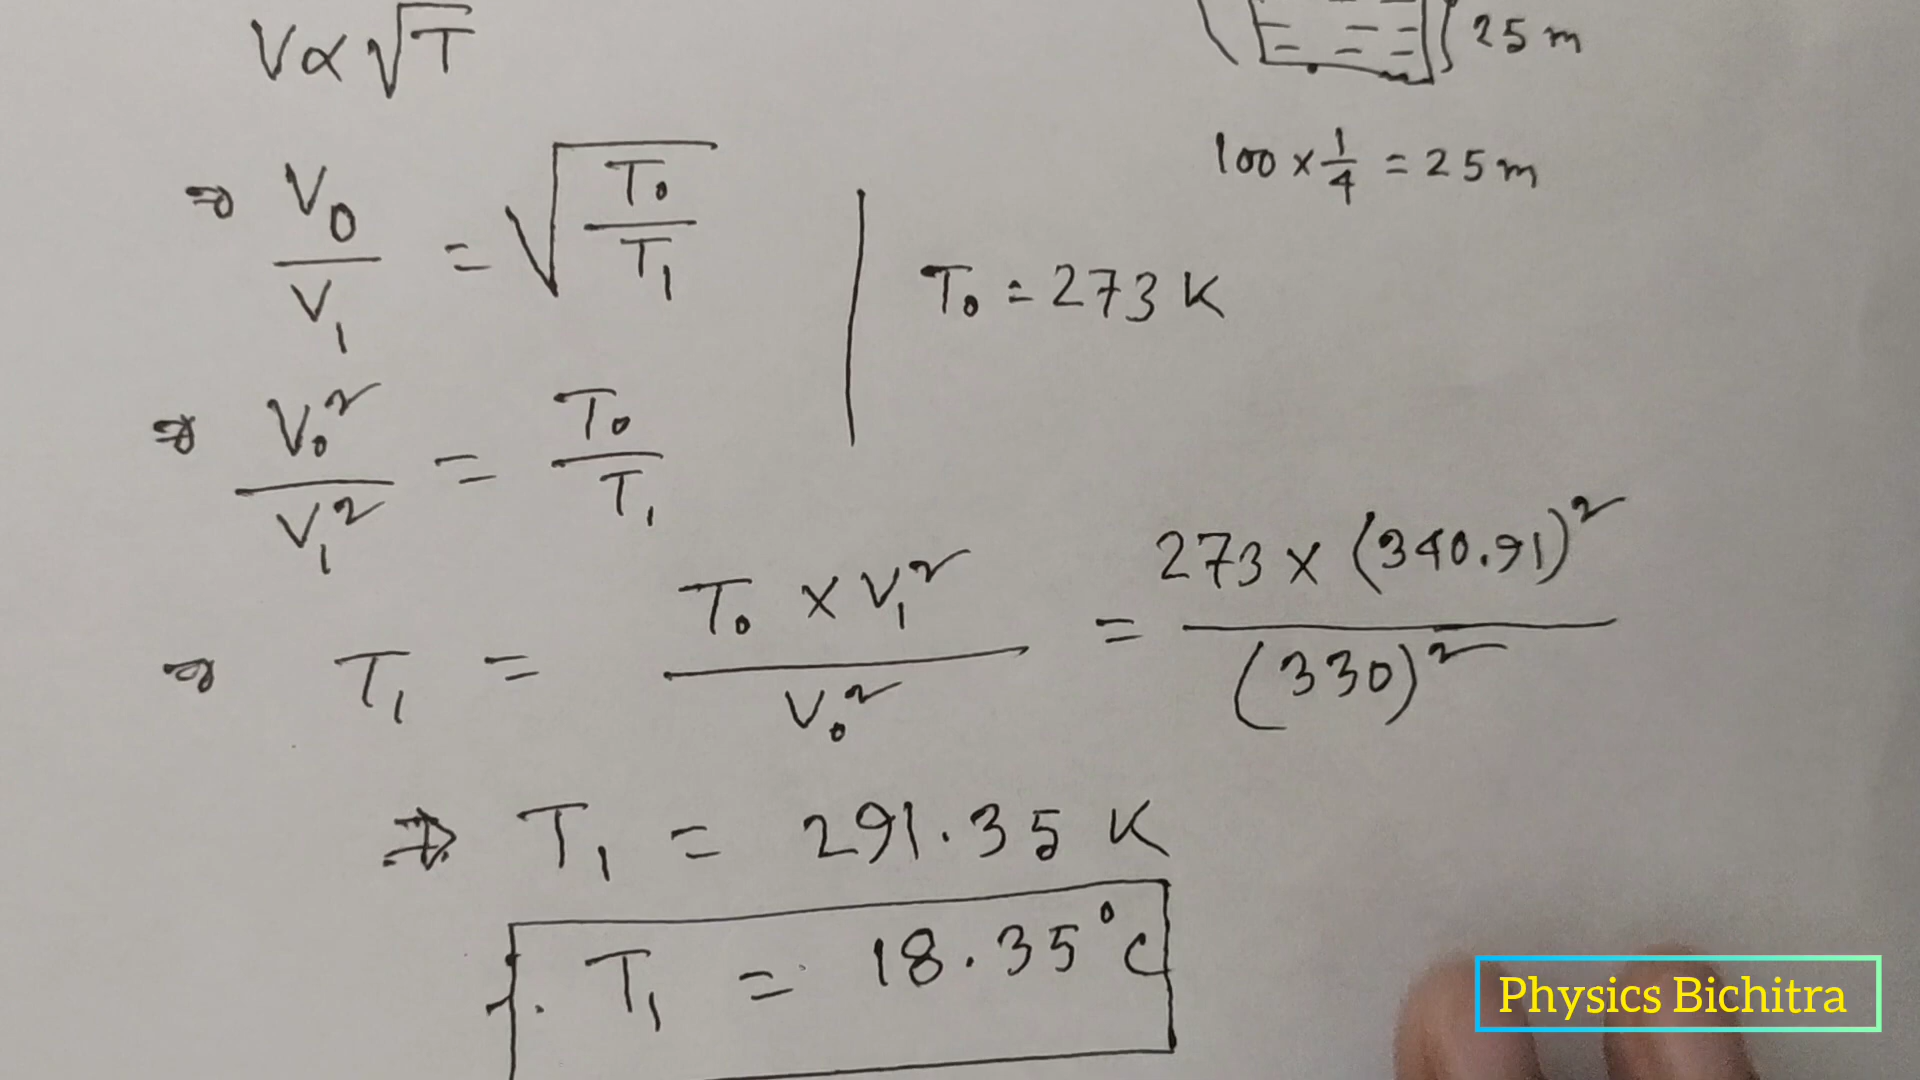 V ∝ √T
25 m
100 × 1/4 = 25 m
⇒ V₀/V₁ = √(T₀/T₁)
T₀ = 273 K
⇒ V₀²/V₁² = T₀/T₁
⇒ T₁ = T₀ × V₁² / V₀² = 273 × (340.91)² / (330)²
⇒ T₁ = 291.35 K
∴ T₁ = 18.35°C
Physics Bichitra